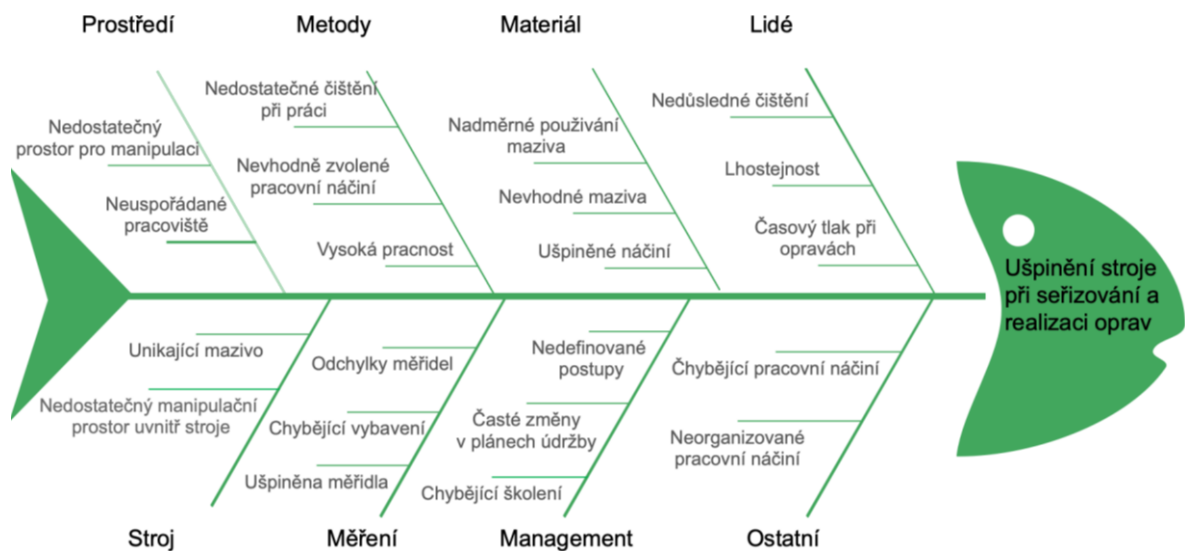 Prostředí
Metody
Materiál
Lidé
Nedostatečný
prostor pro manipulaci
Neuspořádané
pracoviště
Nedostatečné čištění
při práci
Nevhodně zvolené
pracovní náčiní
Vysoká pracnost
Nadměrné použivání
maziva
Nevhodné maziva
Ušpiněné náčiní
Nedůsledné čištění
Lhostejnost
Časový tlak při
opravách
Ušpinění stroje
při seřizování a
realizaci oprav
Unikající mazivo
Nedostatečný manipulační
prostor uvnitř stroje
Odchylky měřidel
Chybějící vybavení
Ušpiněna měřidla
Nedefinované
postupy
Časté změny
v plánech údržby
Chybějící školení
Čhybějící pracovní náčiní
Neorganizované
pracovní náčiní
Stroj
Měření
Management
Ostatní